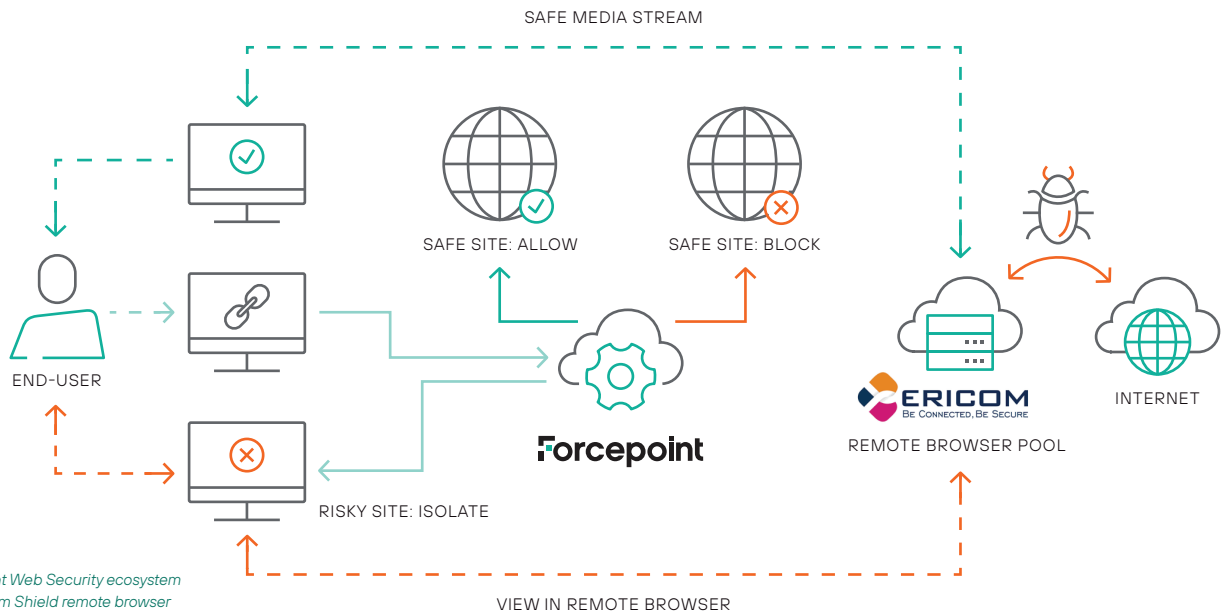 SAFE MEDIA STREAM
SAFE SITE: ALLOW
SAFE SITE: BLOCK
END-USER
ERICOM
BE CONNECTED, BE SECURE
INTERNET
Forcepoint
REMOTE BROWSER POOL
RISKY SITE: ISOLATE
t Web Security ecosystem
m Shield remote browser
VIEW IN REMOTE BROWSER